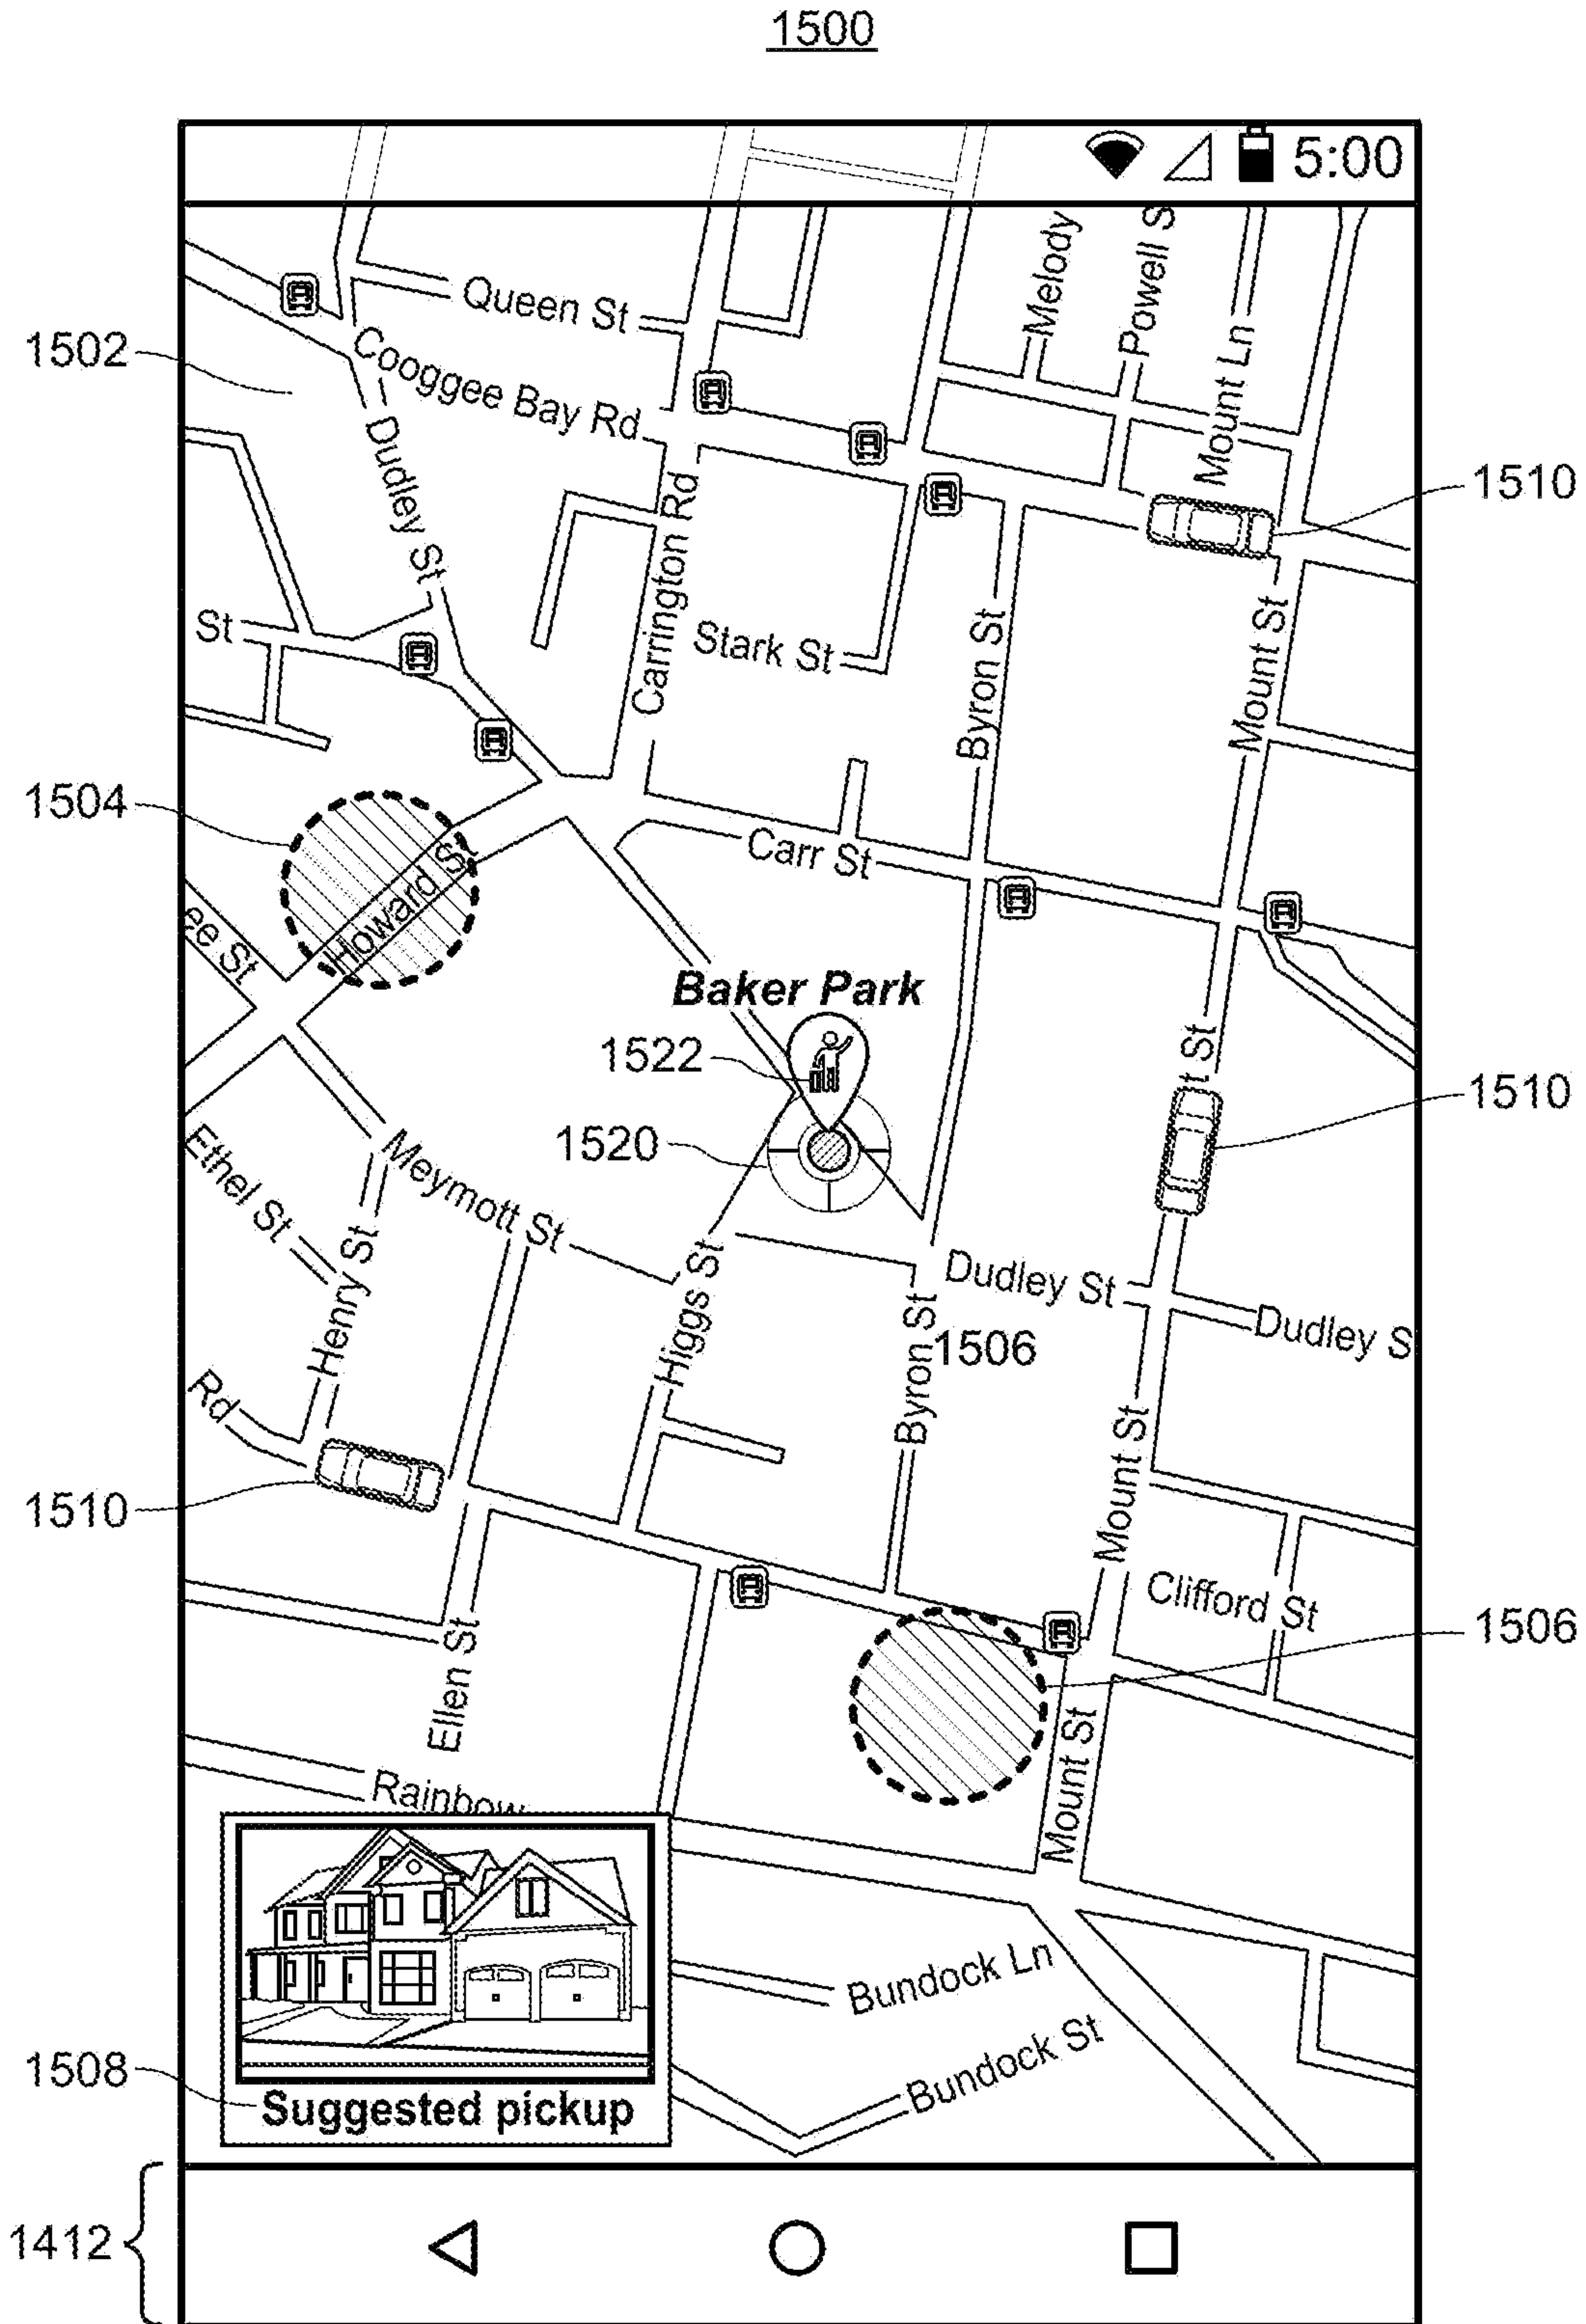 1500
5:00
Melody
Powell S
Queen St
Mount Ln
1502
Cooggee Bay Rd
Dudley St
1510
Carrington Rd
St
Stark St
Byron St
Mount St
1504
Carr St
Howard St
ee St
Baker Park
1522
t St
1510
1520
Ethel St
Meymott St
Henry St
Higgs St
Dudley St
Dudley S
Byron St
1506
Rd
Mount St
1510
Clifford St
1506
Ellen St
Mount St
Rainbow
Bundock Ln
Bundock St
1508
Suggested pickup
1412